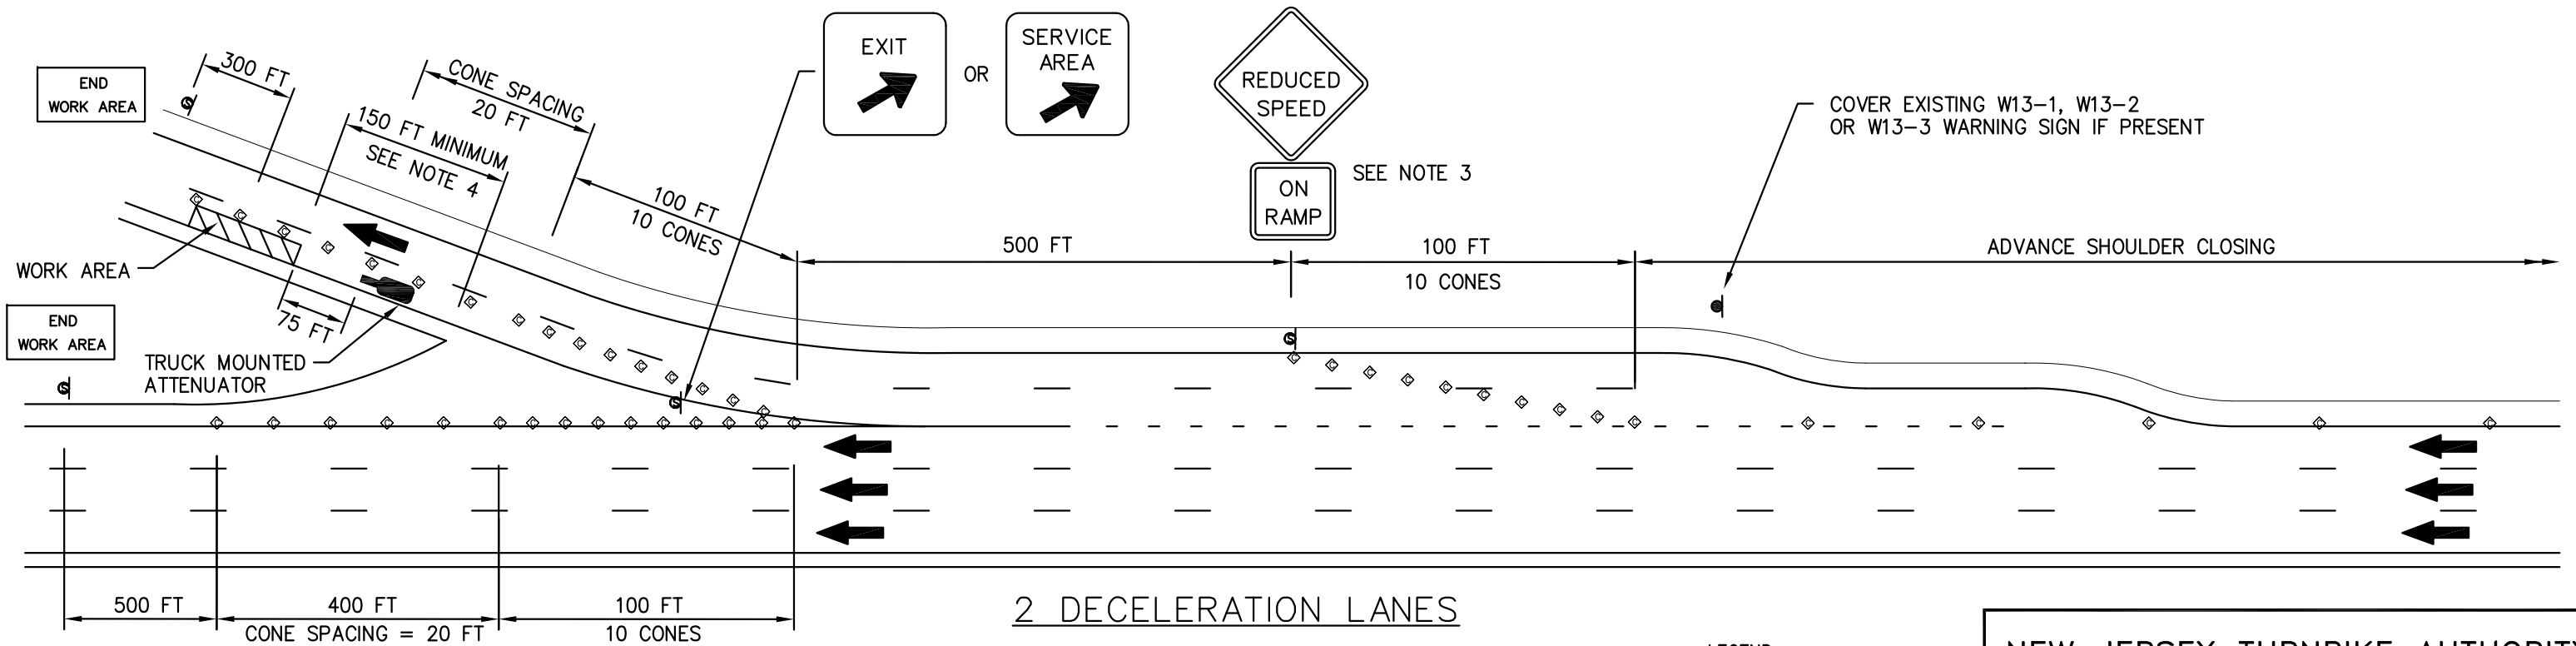 END
WORK AREA
300 FT
CONE SPACING
20 FT
150 FT MINIMUM
SEE NOTE 4
EXIT
OR
SERVICE
AREA
REDUCED
SPEED
ON
RAMP
SEE NOTE 3
COVER EXISTING W13-1, W13-2
OR W13-3 WARNING SIGN IF PRESENT
100 FT
10 CONES
500 FT
100 FT
10 CONES
ADVANCE SHOULDER CLOSING
WORK AREA
75 FT
END
WORK AREA
TRUCK MOUNTED
ATTENUATOR
500 FT
400 FT
CONE SPACING = 20 FT
100 FT
10 CONES
2 DECELERATION LANES